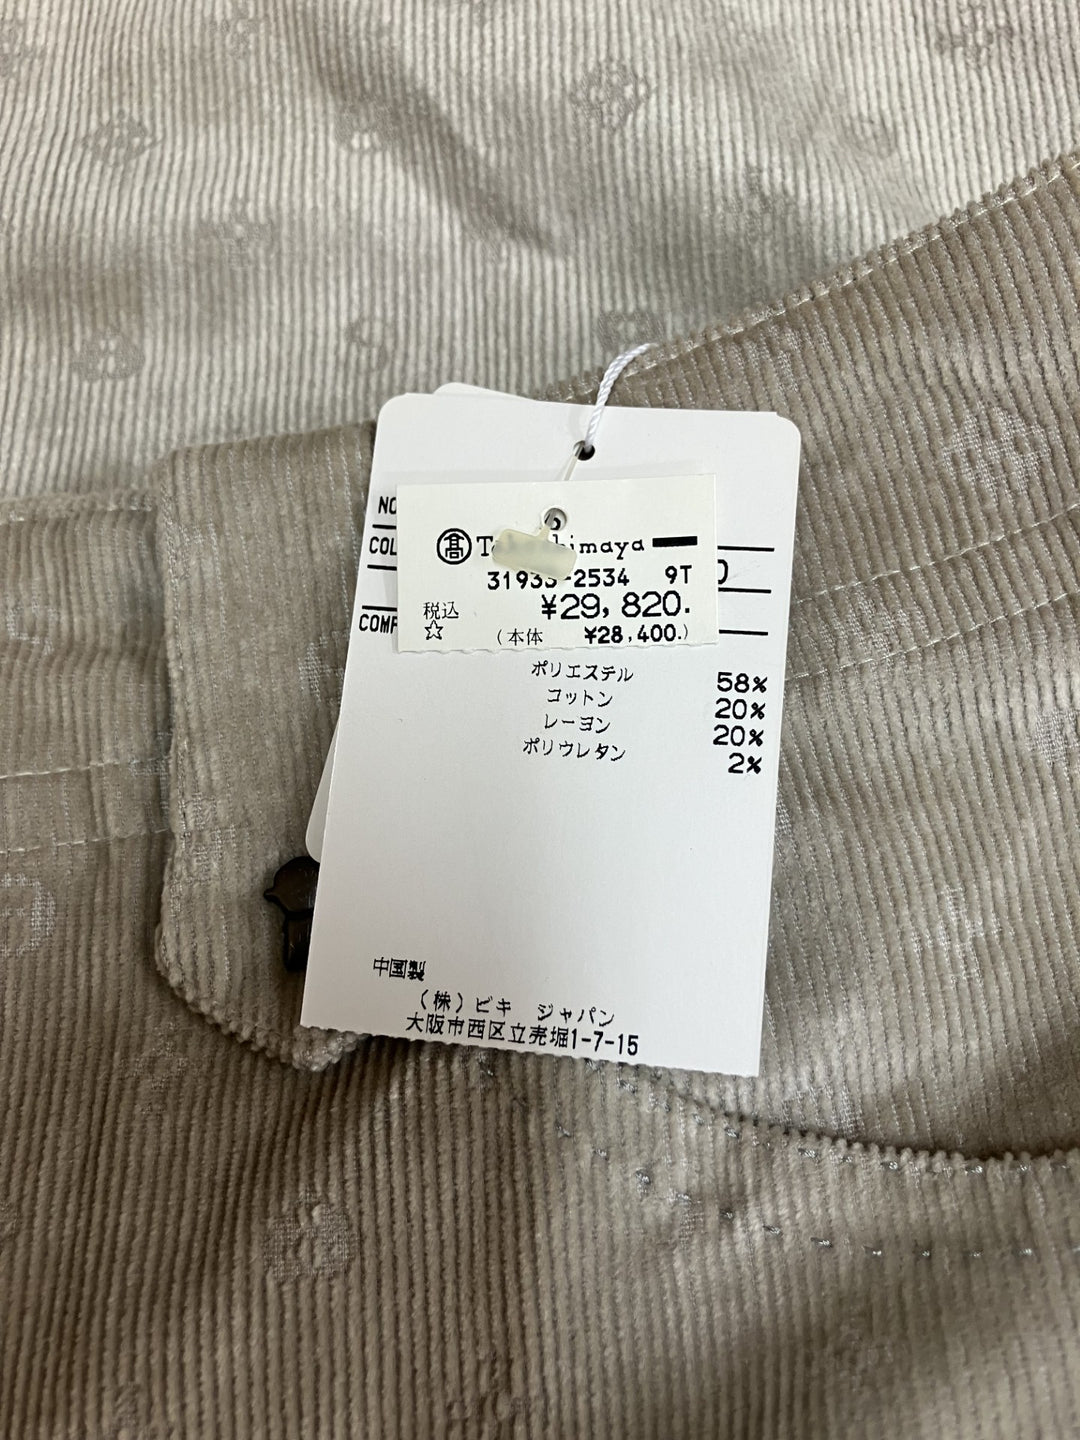 NO
COL
COMP
高 Takashimaya
31933-2534 9T
税込 ¥29,820.
☆ (本体 ¥28,400.)
ポリエステル 58%
コットン 20%
レーヨン 20%
ポリウレタン 2%
中国製
(株)ビキ ジャパン
大阪市西区立売堀1-7-15